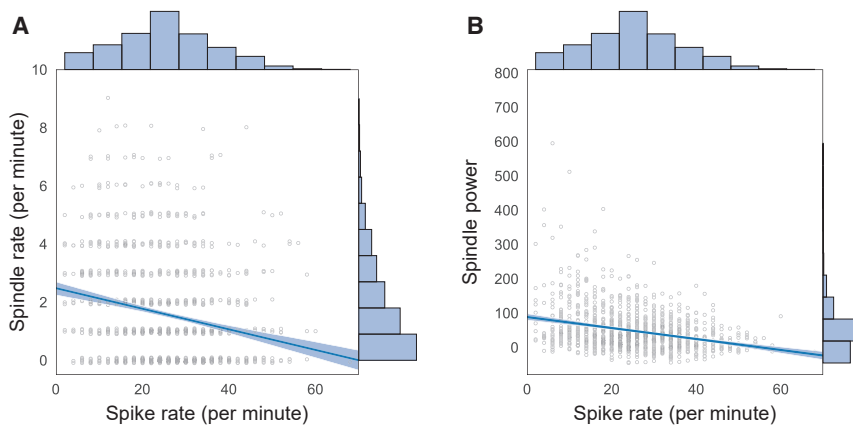 A
10
8
6
4
2
0
Spindle rate (per minute)
0 20 40 60
Spike rate (per minute)
B
800
700
600
500
400
300
200
100
0
Spindle power
0 20 40 60
Spike rate (per minute)